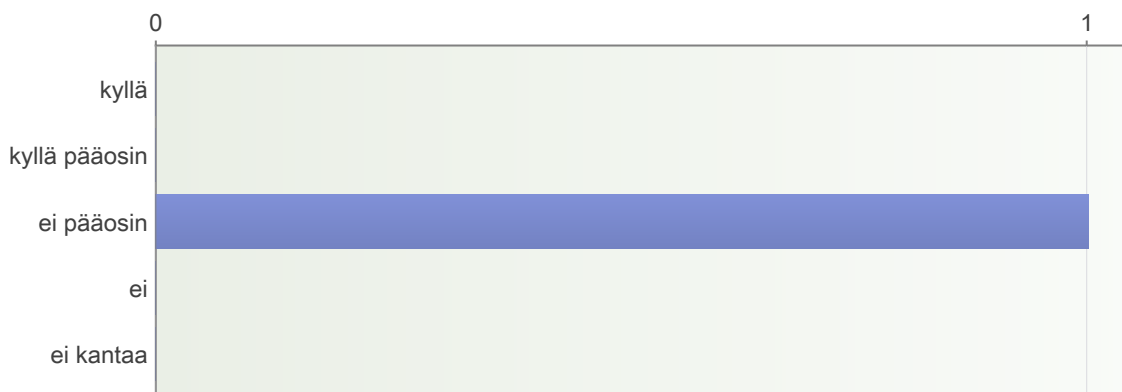 0 1
kyllä
kyllä pääosin
ei pääosin
ei
ei kantaa